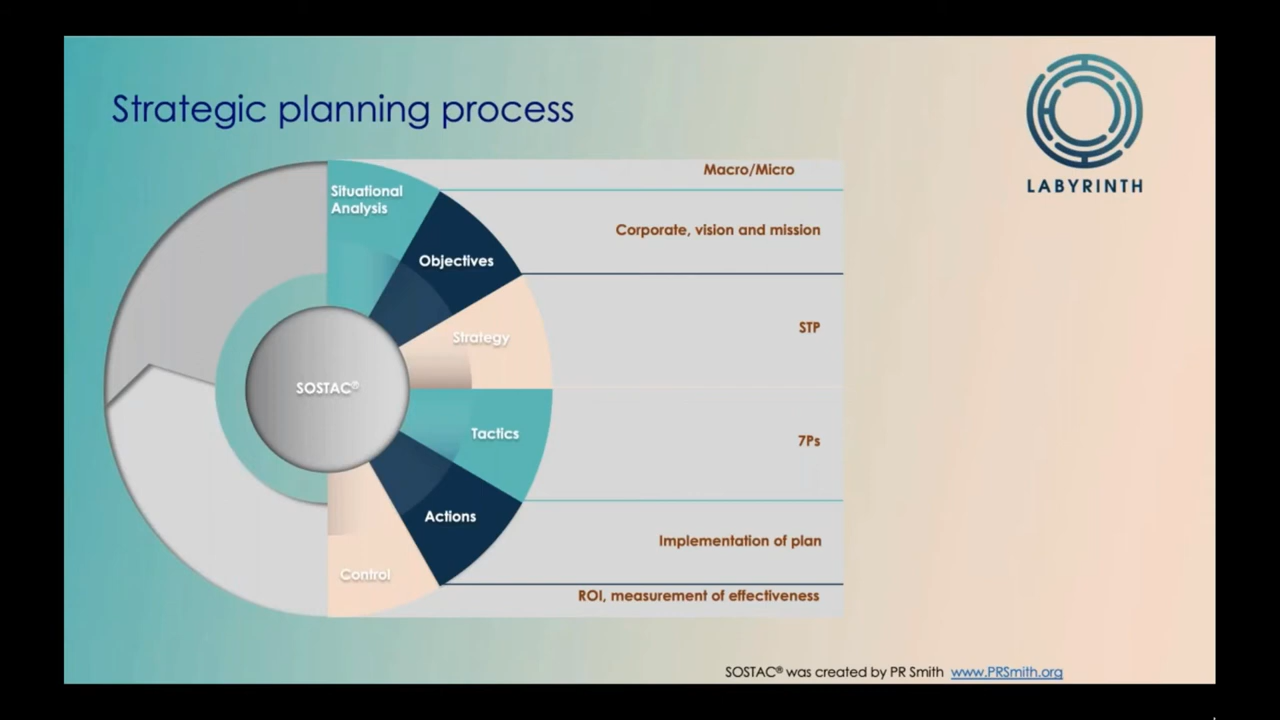 Strategic planning process
LABYRINTH
Situational
Analysis
Macro/Micro
Objectives
Corporate, vision and mission
Strategy
STP
SOSTAC®
Tactics
7Ps
Actions
Implementation of plan
Control
ROI, measurement of effectiveness
SOSTAC® was created by PR Smith www.PRSmith.org